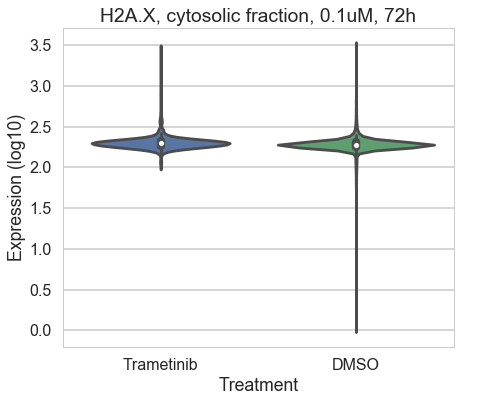 H2A.X, cytosolic fraction, 0.1uM, 72h
Expression (log10)
3.5
3.0
2.5
2.0
1.5
1.0
0.5
0.0
Trametinib
DMSO
Treatment